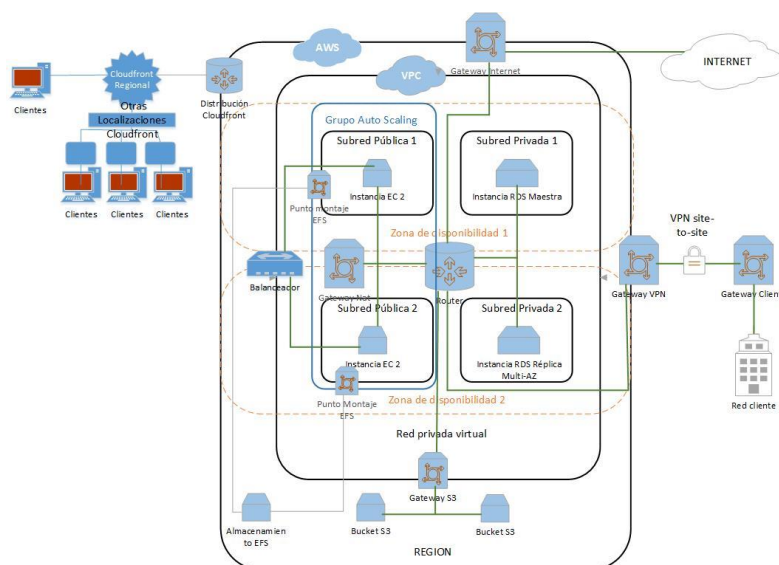 AWS
Gateway Internet
INTERNET
Cloudfront
Regional
VPC
Clientes
Distribución
Cloudfront
Otras
Localizaciones
Cloudfront
Grupo Auto Scaling
Subred Pública 1
Subred Privada 1
Instancia EC 2
Instancia RDS Maestra
Clientes
Clientes
Clientes
Punto montaje
EFS
Zona de disponibilidad 1
VPN site-
to-site
Balanceador
Gateway Nat
Router
Gateway VPN
Gateway Client
Subred Pública 2
Subred Privada 2
Instancia EC 2
Instancia RDS Réplica
Multi-AZ
Punto Montaje
EFS
Zona de disponibilidad 2
Red cliente
Red privada virtual
Gateway S3
Almacenamien
to EFS
Bucket S3
Bucket S3
REGION